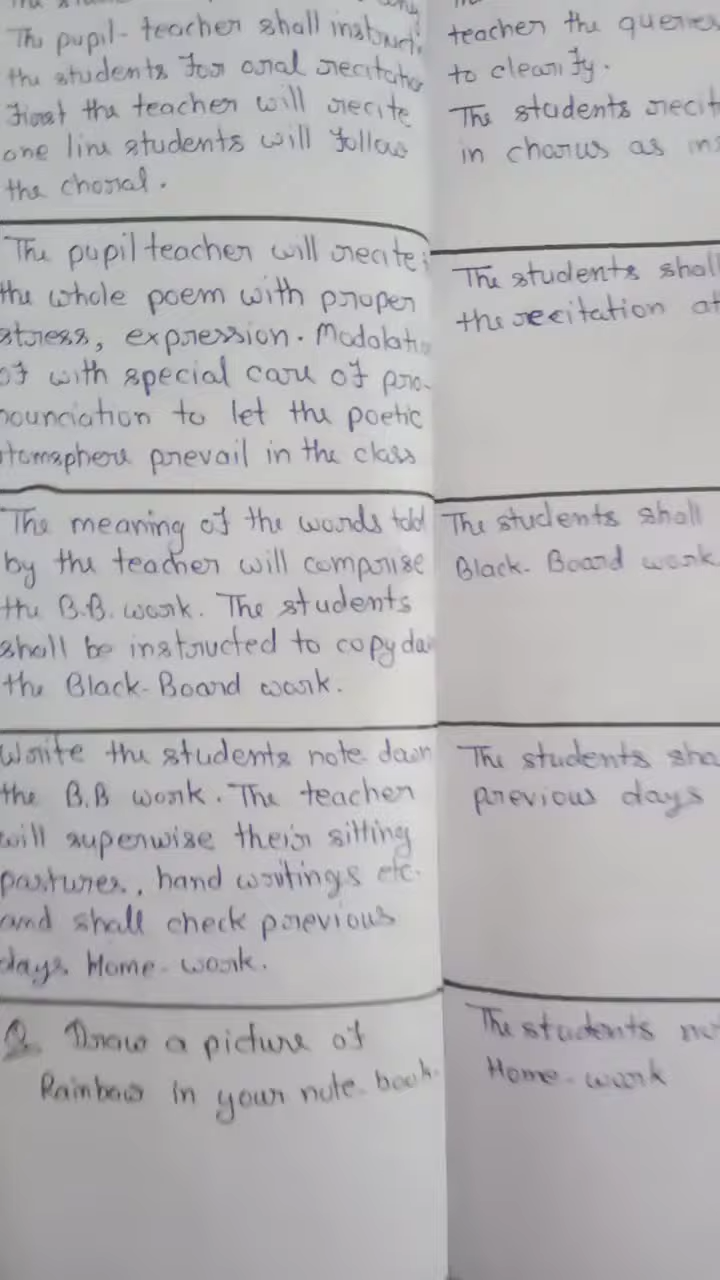 The pupil-teacher shall instruct
the students for oral recitation
First the teacher will recite
one line students will follow
the choral.
The pupil teacher will recite
the whole poem with proper
stress, expression. Modolatio
of with special care of pro-
nounciation to let the poetic
tomsphere prevail in the class
The meaning of the words told
by the teacher will comprise
the B.B. work. The students
shall be instructed to copy
the Black-Board work.
Write the students note down
the B.B work. The teacher
will superwise their sitting
pastures, hand writings etc.
and shall check previous
days Home-work.
Q. Draw a picture of
Rainbow in your note-book.
teacher the queries
to clearify.
The students recit
in chorus as ins
The students shall
the recitation at
The students shall
Black-Board work
The students sha
previous days
The students no
Home-work